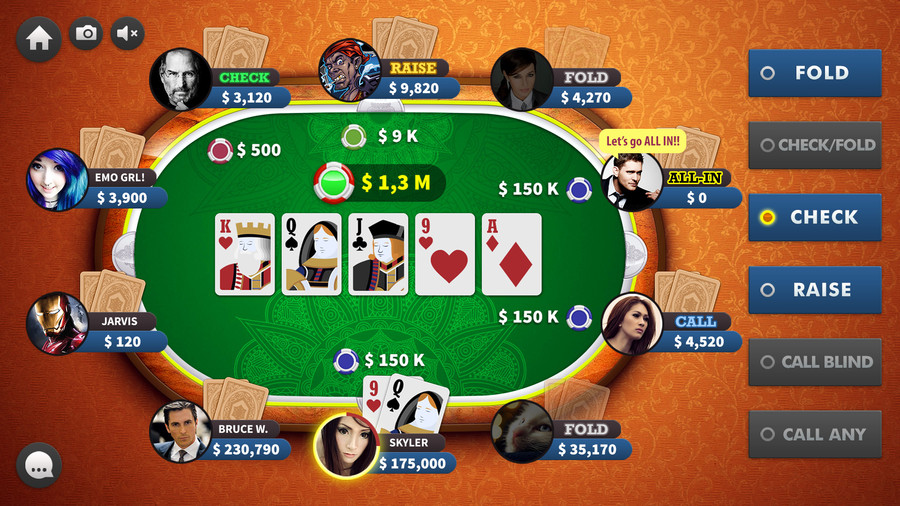 CHECK
$ 3,120
RAISE
$ 9,820
FOLD
$ 4,270
FOLD
CHECK/FOLD
CHECK
RAISE
CALL BLIND
CALL ANY
$ 500
$ 9 K
Let's go ALL IN!!
ALL-IN
$ 0
EMO GRL!
$ 3,900
$ 1,3 M
$ 150 K
K
Q
J
9
A
JARVIS
$ 120
$ 150 K
CALL
$ 4,520
$ 150 K
9
Q
BRUCE W.
$ 230,790
SKYLER
$ 175,000
FOLD
$ 35,170